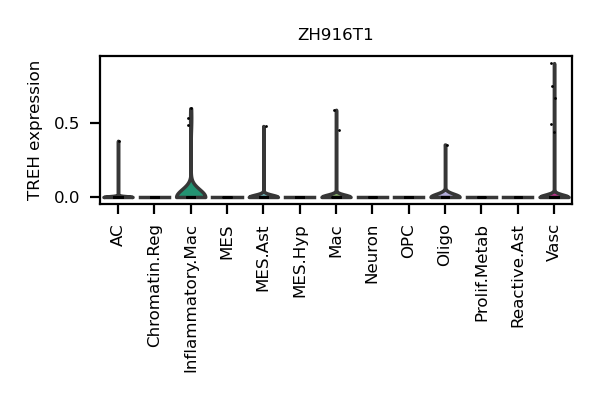 ZH916T1
TREH expression
0.5
0.0
AC
Chromatin.Reg
Inflammatory.Mac
MES
MES.Ast
MES.Hyp
Mac
Neuron
OPC
Oligo
Prolif.Metab
Reactive.Ast
Vasc